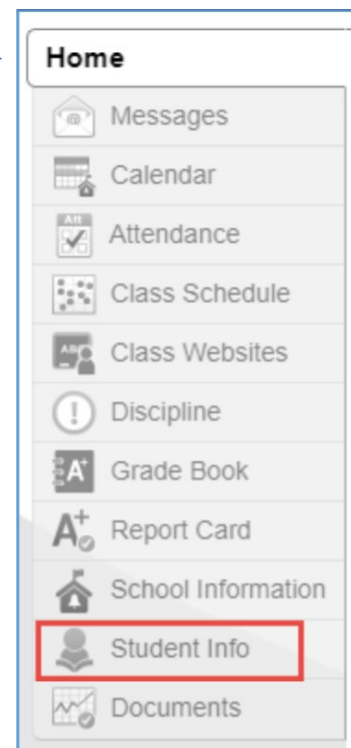 Home
Messages
Calendar
Attendance
Class Schedule
Class Websites
Discipline
Grade Book
Report Card
School Information
Student Info
Documents